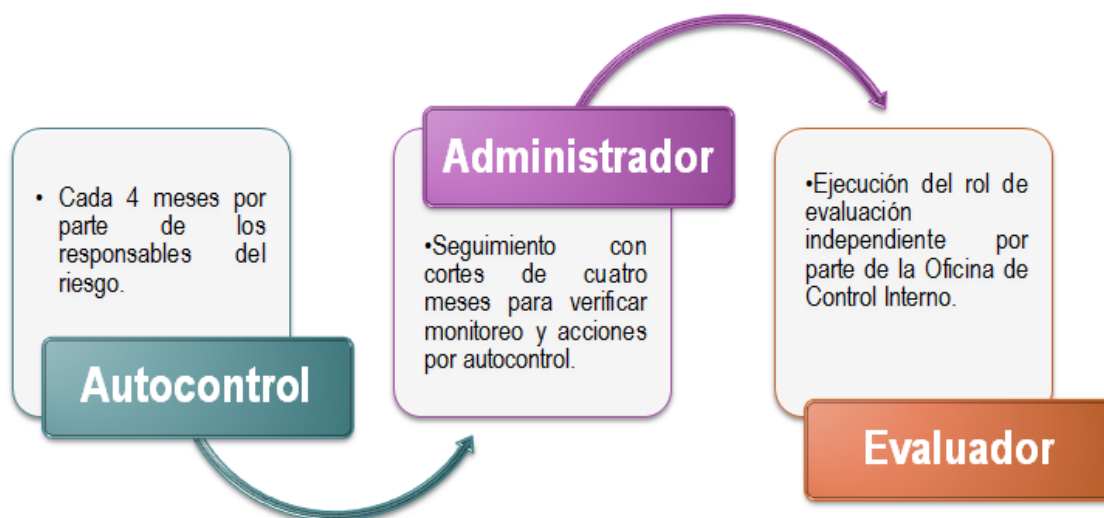 • Cada 4 meses por
parte de los
responsables del
riesgo.
Autocontrol
Administrador
•Seguimiento con
cortes de cuatro
meses para verificar
monitoreo y acciones
por autocontrol.
•Ejecución del rol de
evaluación
independiente por
parte de la Oficina de
Control Interno.
Evaluador